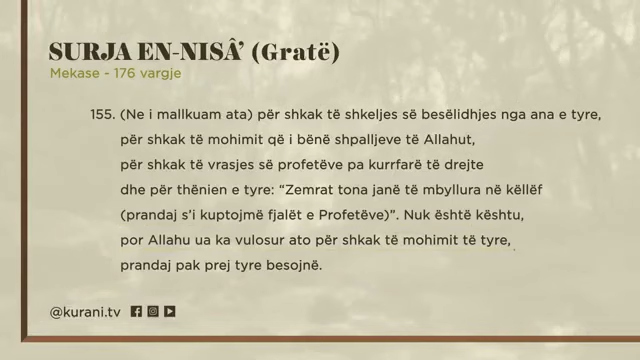 SURJA EN-NISÂ’ (Gratë)
Mekase - 176 vargje
155. (Ne i mallkuam ata) për shkak të shkeljes së besëlidhjes nga ana e tyre,
për shkak të mohimit që i bënë shpalljeve të Allahut,
për shkak të vrasjes së profetëve pa kurrfarë të drejte
dhe për thënien e tyre: “Zemrat tona janë të mbyllura në këllëf
(prandaj s’i kuptojmë fjalët e Profetëve)”. Nuk është kështu,
por Allahu ua ka vulosur ato për shkak të mohimit të tyre,
prandaj pak prej tyre besojnë.
@kurani.tv